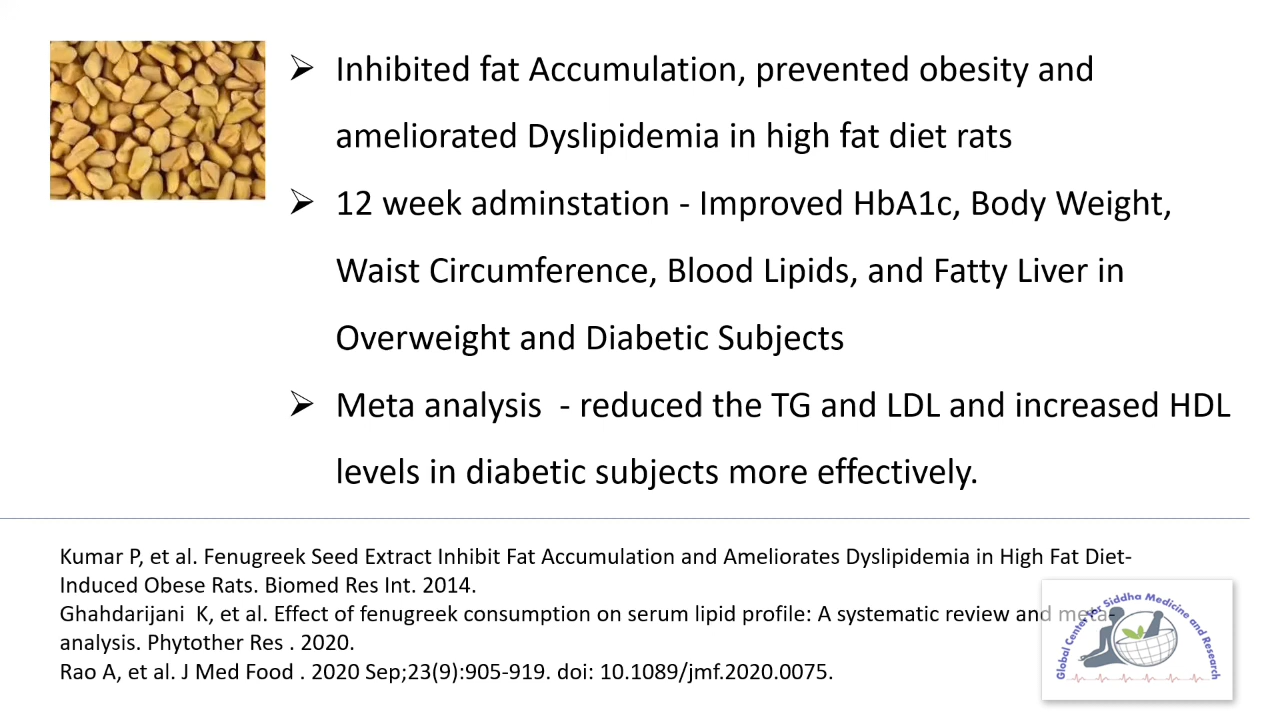 ➢ Inhibited fat Accumulation, prevented obesity and
ameliorated Dyslipidemia in high fat diet rats
➢ 12 week adminstation - Improved HbA1c, Body Weight,
Waist Circumference, Blood Lipids, and Fatty Liver in
Overweight and Diabetic Subjects
➢ Meta analysis  - reduced the TG and LDL and increased HDL
levels in diabetic subjects more effectively.
Kumar P, et al. Fenugreek Seed Extract Inhibit Fat Accumulation and Ameliorates Dyslipidemia in High Fat Diet-
Induced Obese Rats. Biomed Res Int. 2014.
Ghahdarijani  K, et al. Effect of fenugreek consumption on serum lipid profile: A systematic review and meta-
analysis. Phytother Res . 2020.
Rao A, et al. J Med Food . 2020 Sep;23(9):905-919. doi: 10.1089/jmf.2020.0075.
Global Center for Siddha Medicine and Research